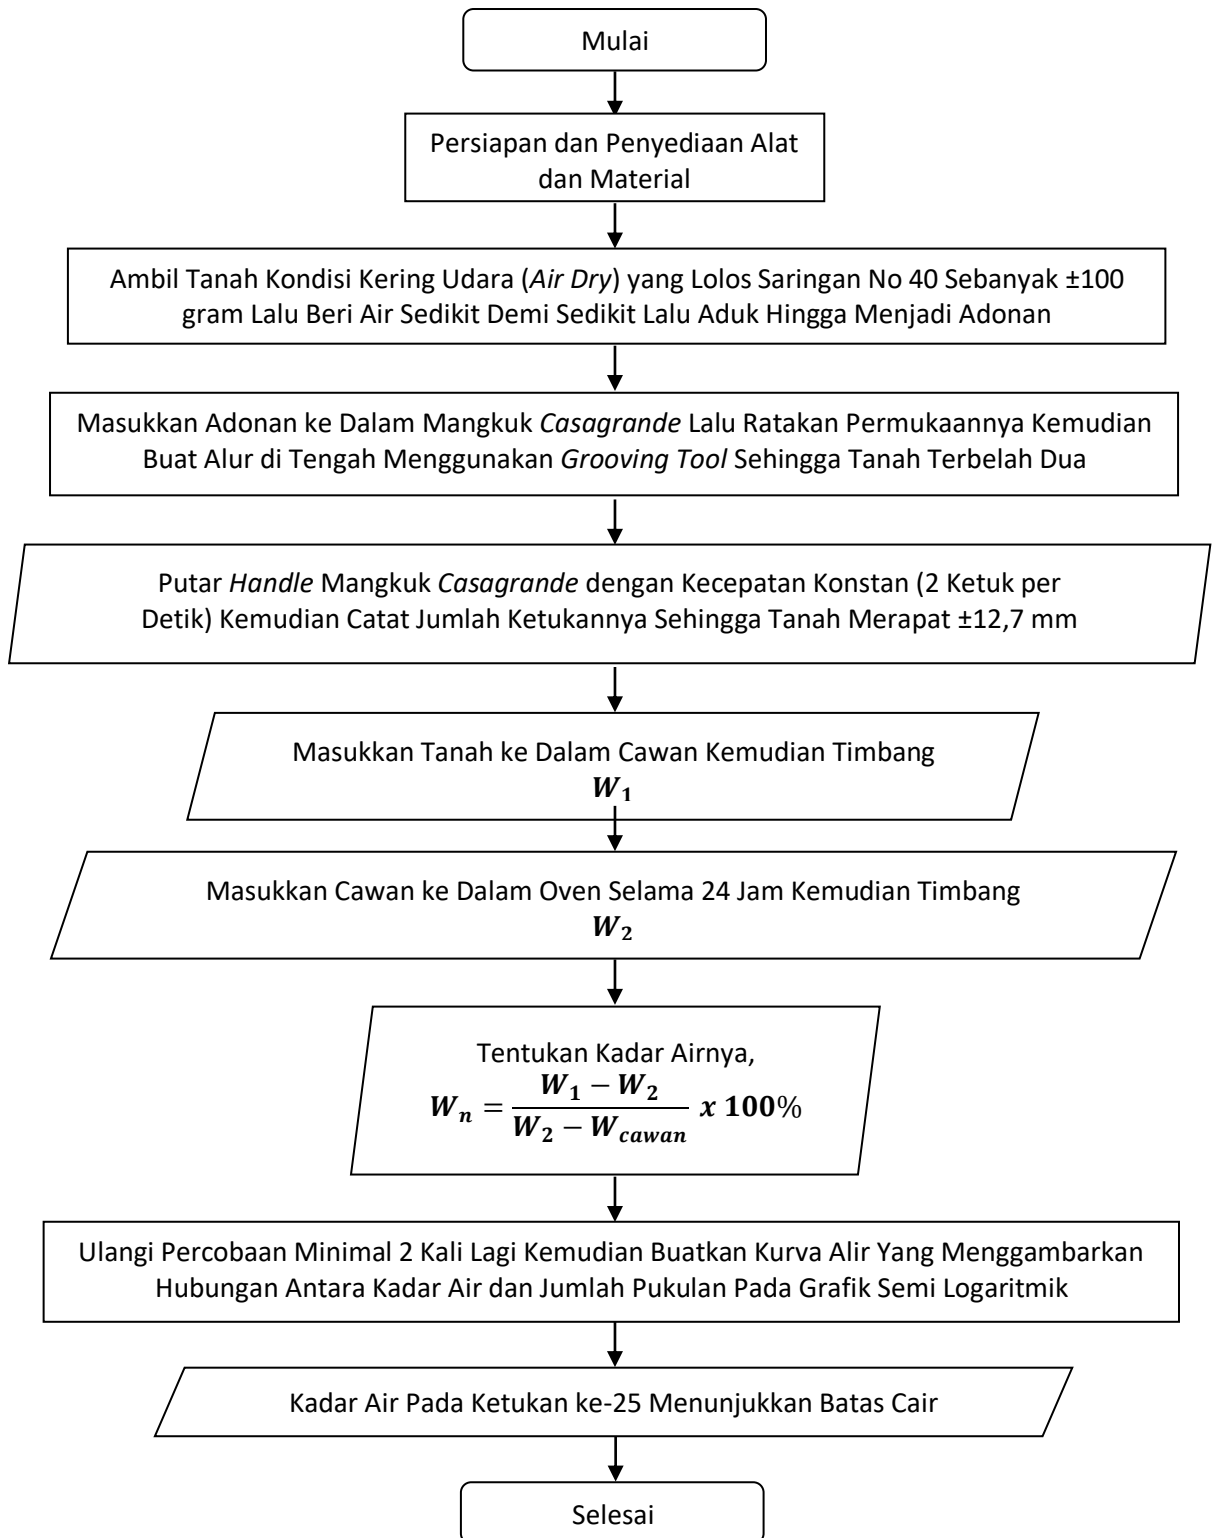 Mulai
Persiapan dan Penyediaan Alat
dan Material
Ambil Tanah Kondisi Kering Udara (Air Dry) yang Lolos Saringan No 40 Sebanyak ±100
gram Lalu Beri Air Sedikit Demi Sedikit Lalu Aduk Hingga Menjadi Adonan
Masukkan Adonan ke Dalam Mangkuk Casagrande Lalu Ratakan Permukaannya Kemudian
Buat Alur di Tengah Menggunakan Grooving Tool Sehingga Tanah Terbelah Dua
Putar Handle Mangkuk Casagrande dengan Kecepatan Konstan (2 Ketuk per
Detik) Kemudian Catat Jumlah Ketukannya Sehingga Tanah Merapat ±12,7 mm
Masukkan Tanah ke Dalam Cawan Kemudian Timbang
W₁
Masukkan Cawan ke Dalam Oven Selama 24 Jam Kemudian Timbang
W₂
Tentukan Kadar Airnya,
Wₙ = (W₁ − W₂) / (W₂ − W_cawan) x 100%
Ulangi Percobaan Minimal 2 Kali Lagi Kemudian Buatkan Kurva Alir Yang Menggambarkan
Hubungan Antara Kadar Air dan Jumlah Pukulan Pada Grafik Semi Logaritmik
Kadar Air Pada Ketukan ke-25 Menunjukkan Batas Cair
Selesai